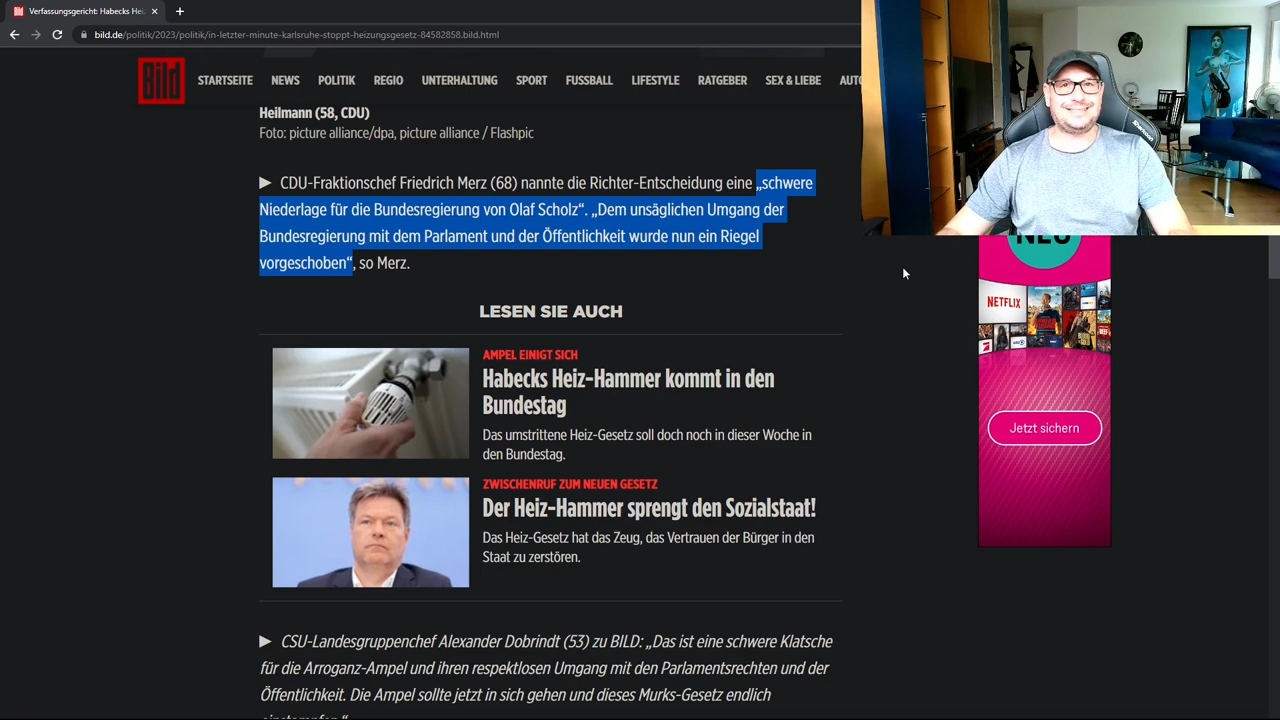 Verfassungsgericht: Habecks Hei
bild.de/politik/2023/politik/in-letzter-minute-karlsruhe-stoppt-heizungsgesetz-84582858.bild.html
Bild
STARTSEITE NEWS POLITIK REGIO UNTERHALTUNG SPORT FUSSBALL LIFESTYLE RATGEBER SEX & LIEBE AUTO
Heilmann (58, CDU)
Foto: picture alliance/dpa, picture alliance / Flashpic
► CDU-Fraktionschef Friedrich Merz (68) nannte die Richter-Entscheidung eine „schwere
Niederlage für die Bundesregierung von Olaf Scholz“. „Dem unsäglichen Umgang der
Bundesregierung mit dem Parlament und der Öffentlichkeit wurde nun ein Riegel
vorgeschoben“, so Merz.
LESEN SIE AUCH
AMPEL EINIGT SICH
Habecks Heiz-Hammer kommt in den
Bundestag
Das umstrittene Heiz-Gesetz soll doch noch in dieser Woche in
den Bundestag.
ZWISCHENRUF ZUM NEUEN GESETZ
Der Heiz-Hammer sprengt den Sozialstaat!
Das Heiz-Gesetz hat das Zeug, das Vertrauen der Bürger in den
Staat zu zerstören.
► CSU-Landesgruppenchef Alexander Dobrindt (53) zu BILD: „Das ist eine schwere Klatsche
für die Arroganz-Ampel und ihren respektlosen Umgang mit den Parlamentsrechten und der
Öffentlichkeit. Die Ampel sollte jetzt in sich gehen und dieses Murks-Gesetz endlich
einstampfen.“
NEU
NETFLIX
Jetzt sichern